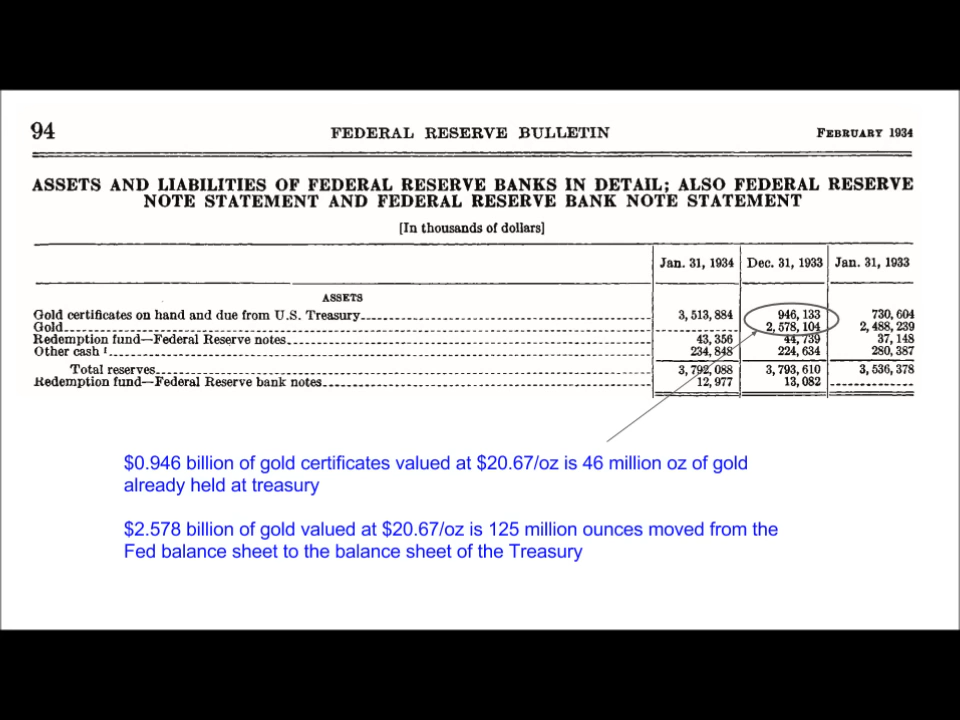 94 FEDERAL RESERVE BULLETIN FEBRUARY 1934
ASSETS AND LIABILITIES OF FEDERAL RESERVE BANKS IN DETAIL; ALSO FEDERAL RESERVE
NOTE STATEMENT AND FEDERAL RESERVE BANK NOTE STATEMENT
[In thousands of dollars]
Jan. 31, 1934 Dec. 31, 1933 Jan. 31, 1933
ASSETS
Gold certificates on hand and due from U.S. Treasury 3,513,884 946,133 730,604
Gold 2,578,104 2,488,239
Redemption fund—Federal Reserve notes 43,356 44,739 37,148
Other cash ¹ 234,848 224,634 280,387
Total reserves 3,792,088 3,793,610 3,536,378
Redemption fund—Federal Reserve bank notes 12,977 13,082
$0.946 billion of gold certificates valued at $20.67/oz is 46 million oz of gold
already held at treasury
$2.578 billion of gold valued at $20.67/oz is 125 million ounces moved from the
Fed balance sheet to the balance sheet of the Treasury